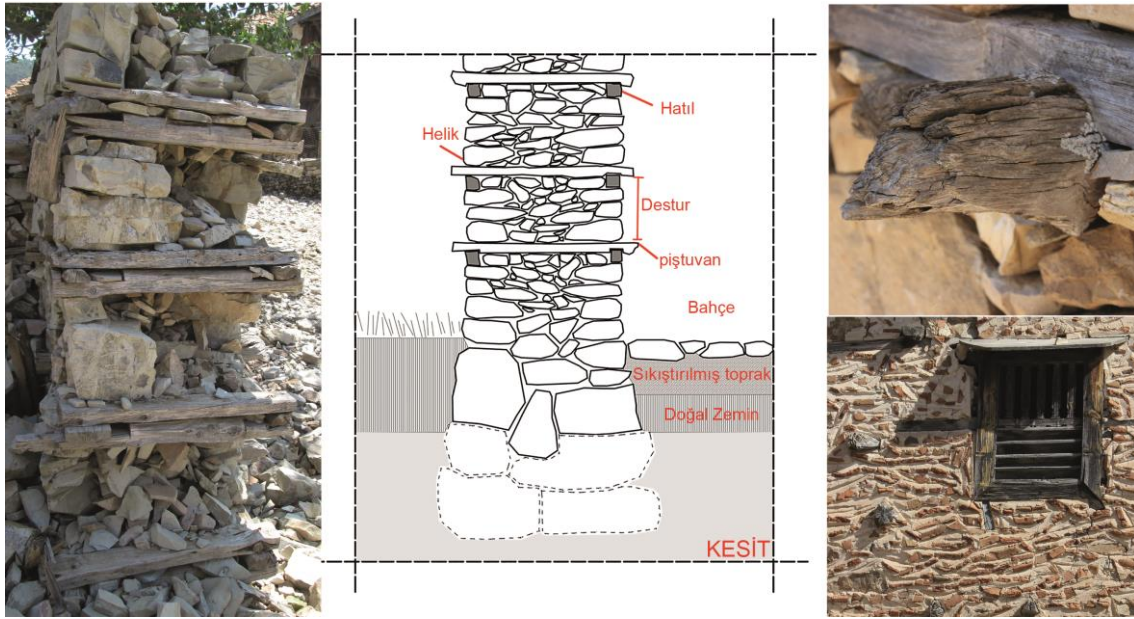 Hatıl
Helik
Destur
piştuvan
Bahçe
Sıkıştırılmış toprak
Doğal Zemin
KESİT